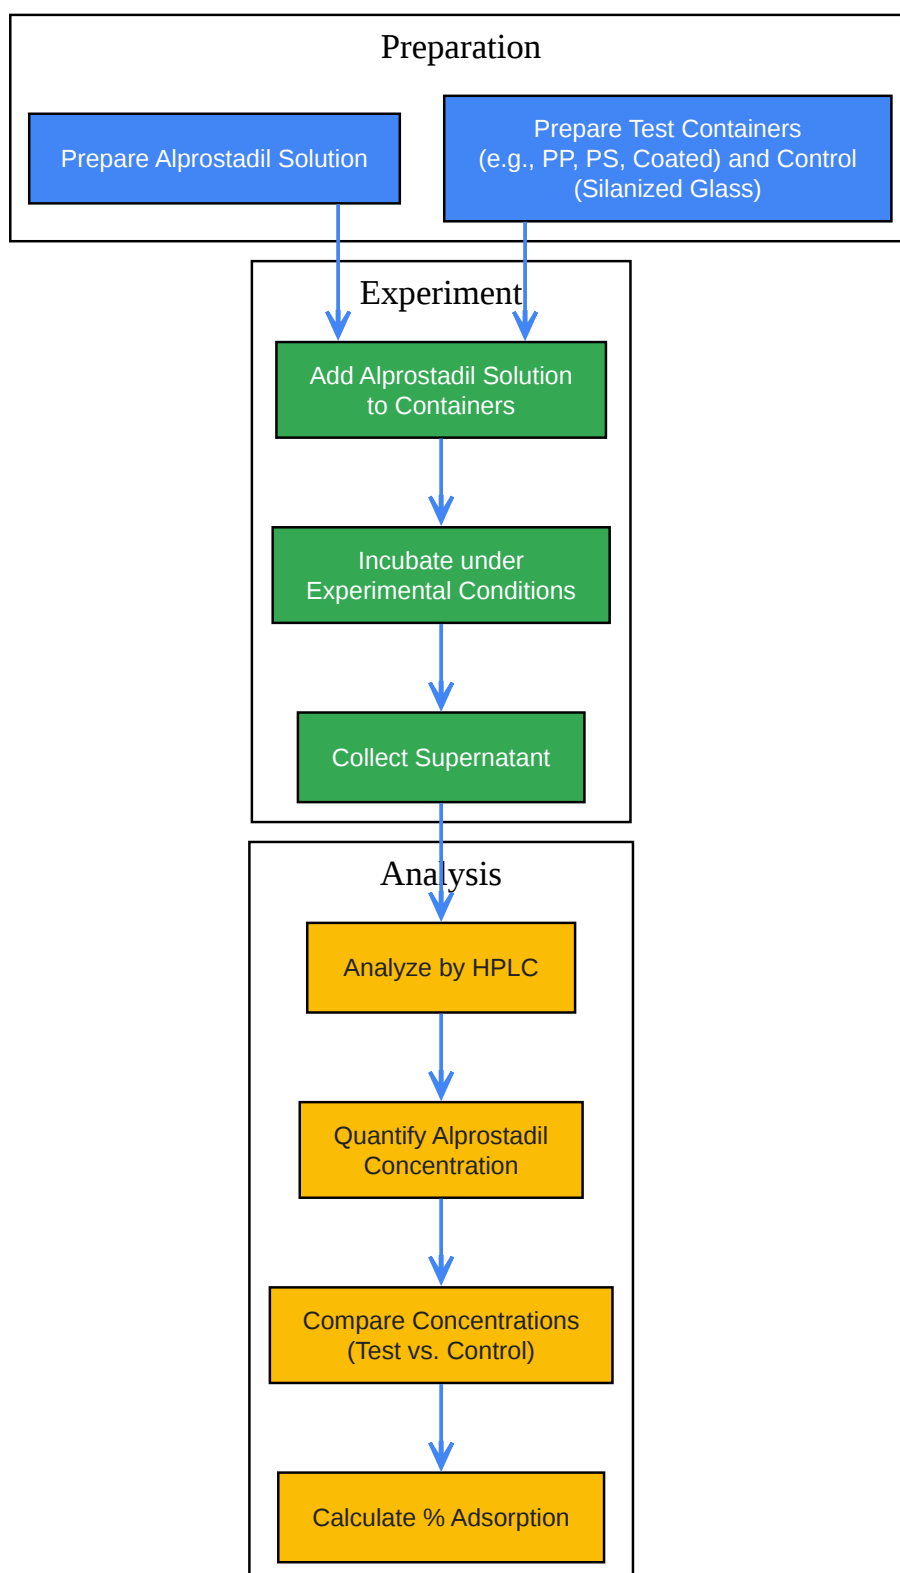 Preparation
Prepare Alprostadil Solution
Prepare Test Containers
(e.g., PP, PS, Coated) and Control
(Silanized Glass)
Experiment
Add Alprostadil Solution
to Containers
Incubate under
Experimental Conditions
Collect Supernatant
Analysis
Analyze by HPLC
Quantify Alprostadil
Concentration
Compare Concentrations
(Test vs. Control)
Calculate % Adsorption